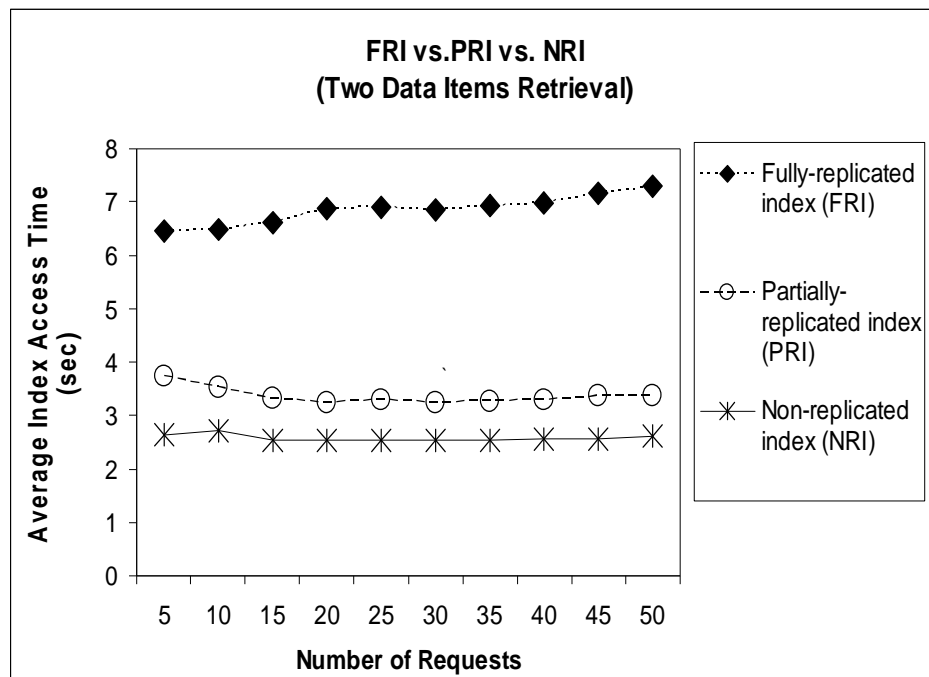 FRI vs.PRI vs. NRI
(Two Data Items Retrieval)
Average Index Access Time
(sec)
8
7
6
5
4
3
2
1
0
5 10 15 20 25 30 35 40 45 50
Number of Requests
Fully-replicated
index (FRI)
Partially-
replicated index
(PRI)
Non-replicated
index (NRI)